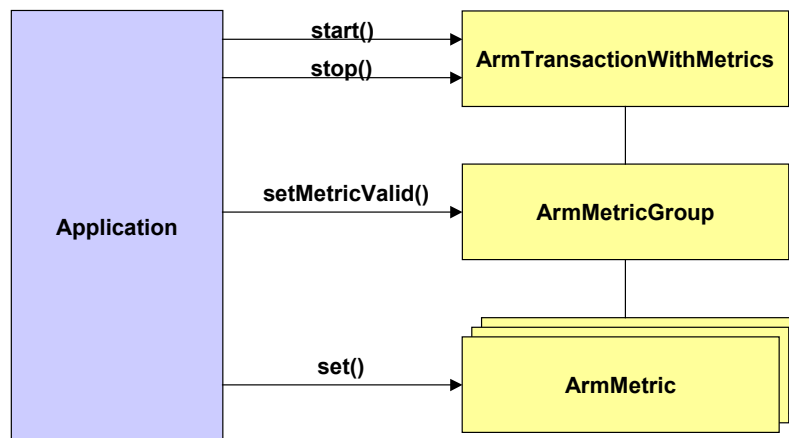 start()
ArmTransactionWithMetrics
stop()
setMetricValid()
ArmMetricGroup
Application
set()
ArmMetric